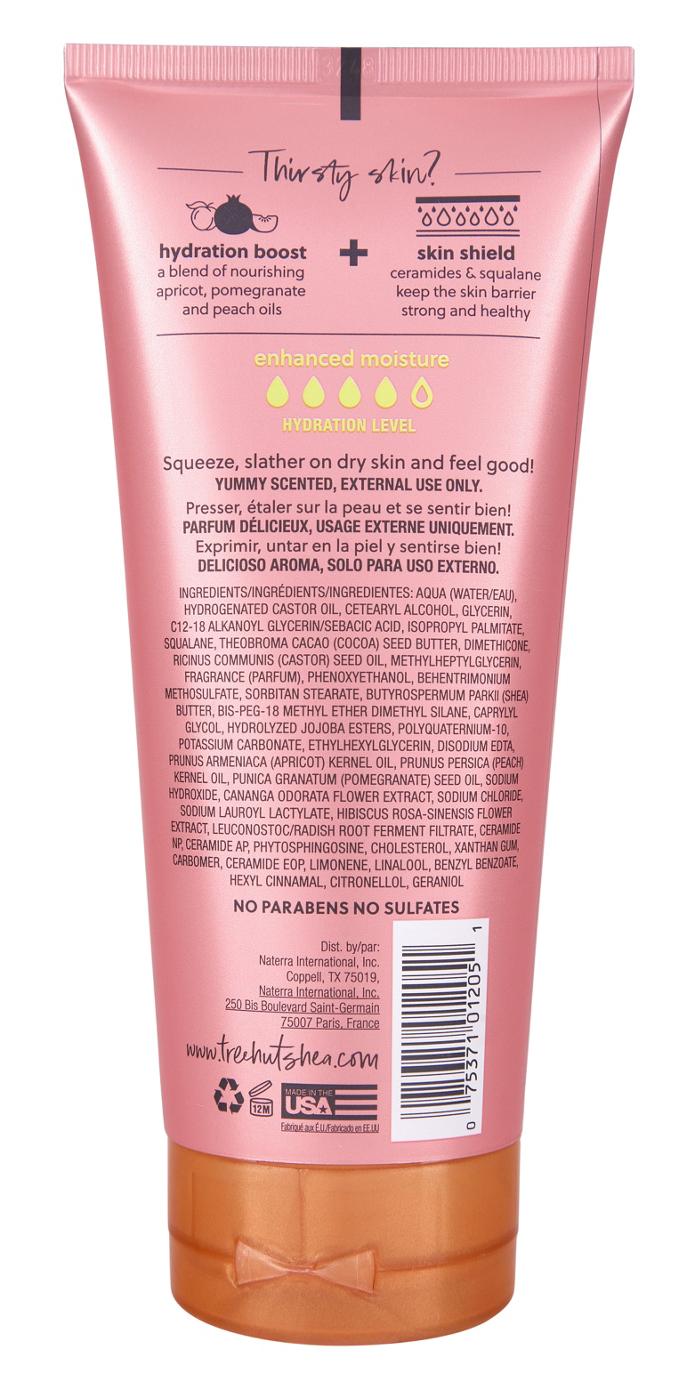 Thirsty skin?
hydration boost
a blend of nourishing
apricot, pomegranate
and peach oils
+
skin shield
ceramides & squalane
keep the skin barrier
strong and healthy
enhanced moisture
HYDRATION LEVEL
Squeeze, slather on dry skin and feel good!
YUMMY SCENTED, EXTERNAL USE ONLY.
Presser, étaler sur la peau et se sentir bien!
PARFUM DÉLICIEUX, USAGE EXTERNE UNIQUEMENT.
Exprimir, untar en la piel y sentirse bien!
DELICIOSO AROMA, SOLO PARA USO EXTERNO.
INGREDIENTS/INGRÉDIENTS/INGREDIENTES: AQUA (WATER/EAU),
HYDROGENATED CASTOR OIL, CETEARYL ALCOHOL, GLYCERIN,
C12-18 ALKANOYL GLYCERIN/SEBACIC ACID, ISOPROPYL PALMITATE,
SQUALANE, THEOBROMA CACAO (COCOA) SEED BUTTER, DIMETHICONE,
RICINUS COMMUNIS (CASTOR) SEED OIL, METHYLHEPTYLGLYCERIN,
FRAGRANCE (PARFUM), PHENOXYETHANOL, BEHENTRIMONIUM
METHOSULFATE, SORBITAN STEARATE, BUTYROSPERMUM PARKII (SHEA)
BUTTER, BIS-PEG-18 METHYL ETHER DIMETHYL SILANE, CAPRYLYL
GLYCOL, HYDROLYZED JOJOBA ESTERS, POLYQUATERNIUM-10,
POTASSIUM CARBONATE, ETHYLHEXYLGLYCERIN, DISODIUM EDTA,
PRUNUS ARMENIACA (APRICOT) KERNEL OIL, PRUNUS PERSICA (PEACH)
KERNEL OIL, PUNICA GRANATUM (POMEGRANATE) SEED OIL, SODIUM
HYDROXIDE, CANANGA ODORATA FLOWER EXTRACT, SODIUM CHLORIDE,
SODIUM LAUROYL LACTYLATE, HIBISCUS ROSA-SINENSIS FLOWER
EXTRACT, LEUCONOSTOC/RADISH ROOT FERMENT FILTRATE, CERAMIDE
NP, CERAMIDE AP, PHYTOSPHINGOSINE, CHOLESTEROL, XANTHAN GUM,
CARBOMER, CERAMIDE EOP, LIMONENE, LINALOOL, BENZYL BENZOATE,
HEXYL CINNAMAL, CITRONELLOL, GERANIOL
NO PARABENS NO SULFATES
Dist. by/par:
Naterra International, Inc.
Coppell, TX 75019,
Naterra International, Inc.
250 Bis Boulevard Saint-Germain
75007 Paris, France
www.treehutshea.com
12M
MADE IN THE
USA
Fabriqué aux É.U./Fabricado en EE.UU
0 75371 01205 1